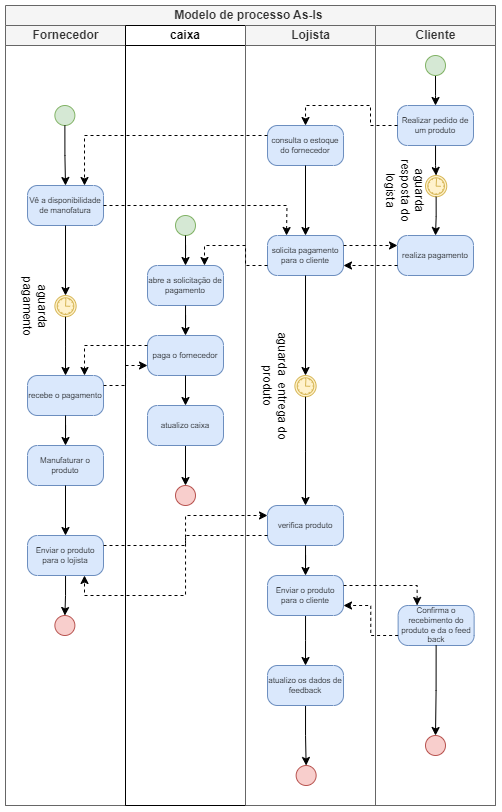 Modelo de processo As-Is
Fornecedor
caixa
Lojista
Cliente
Realizar pedido de
um produto
consulta o estoque
do fornecedor
aguarda
resposta do
logista
Vê a disponibilidade
de manofatura
solicita pagamento
para o cliente
realiza pagamento
abre a solicitação de
pagamento
aguarda
pagamento
paga o fornecedor
aguarda entrega do
produto
recebe o pagamento
atualizo caixa
Manufaturar o
produto
verifica produto
Enviar o produto
para o lojista
Enviar o produto
para o cliente
Confirma o
recebimento do
produto e da o feed
back
atualizo os dados de
feedback